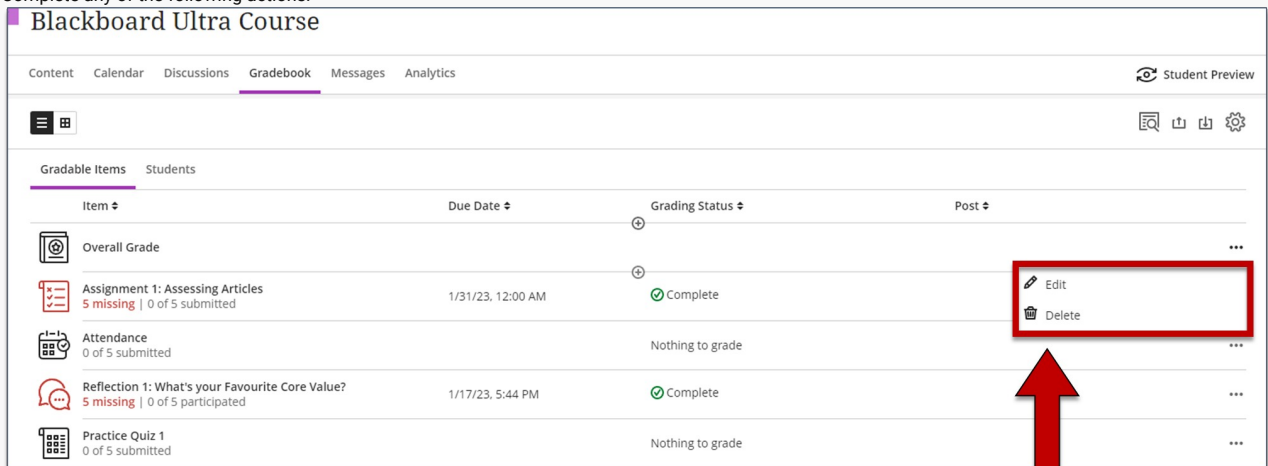 Complete any of the following actions:
Blackboard Ultra Course
Content Calendar Discussions Gradebook Messages Analytics Student Preview
Gradable Items Students
Item Due Date Grading Status Post
Overall Grade
Assignment 1: Assessing Articles
5 missing | 0 of 5 submitted
1/31/23, 12:00 AM
Complete
Edit
Delete
Attendance
0 of 5 submitted
Nothing to grade
Reflection 1: What's your Favourite Core Value?
5 missing | 0 of 5 participated
1/17/23, 5:44 PM
Complete
Practice Quiz 1
0 of 5 submitted
Nothing to grade